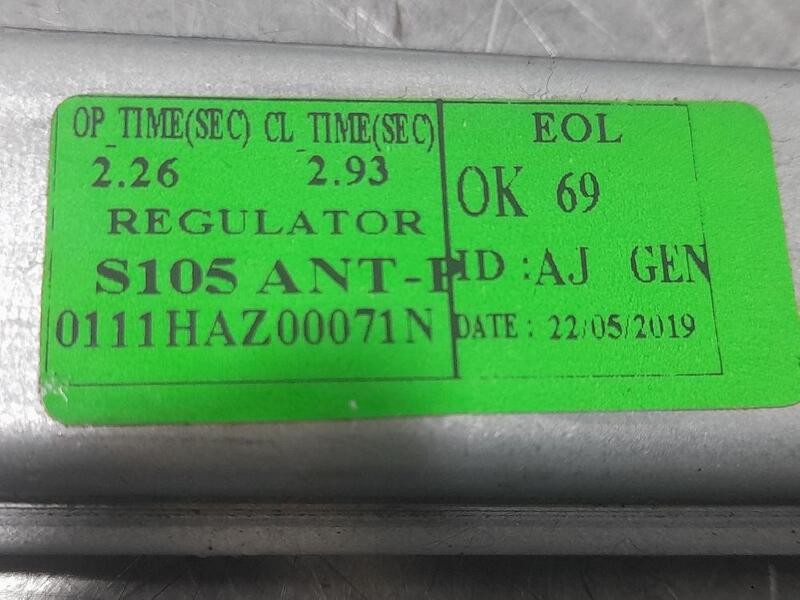 OP_TIME(SEC) CL_TIME(SEC)
2.26 2.93
REGULATOR
S105 ANT-
0111HAZ00071N
EOL
OK 69
ID : AJ GEN
DATE : 22/05/2019